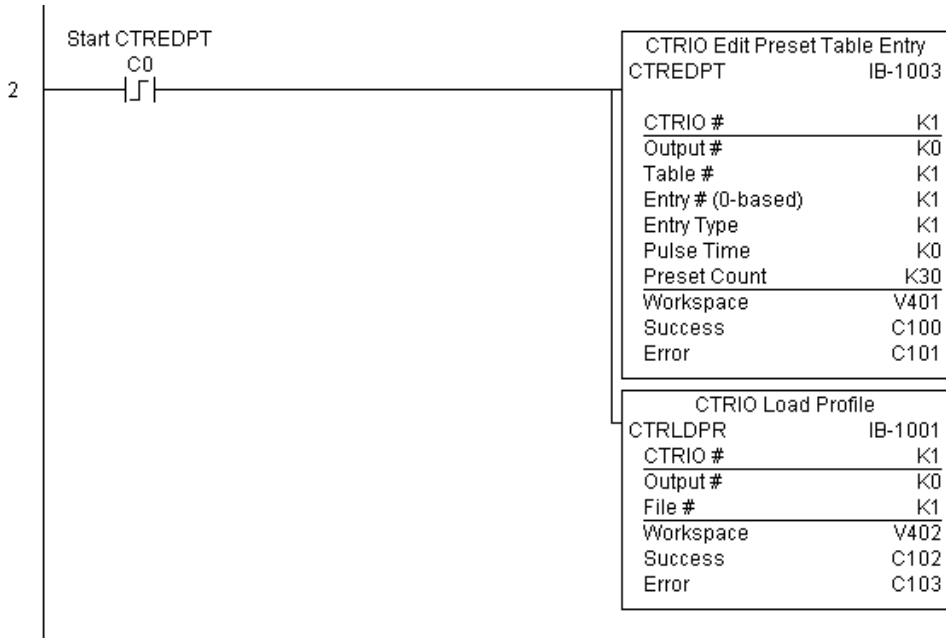 Start CTREDPT
C0
2
CTRIO Edit Preset Table Entry
CTREDPT IB-1003
CTRIO # K1
Output # K0
Table # K1
Entry # (0-based) K1
Entry Type K1
Pulse Time K0
Preset Count K30
Workspace V401
Success C100
Error C101
CTRIO Load Profile
CTRLDPR IB-1001
CTRIO # K1
Output # K0
File # K1
Workspace V402
Success C102
Error C103